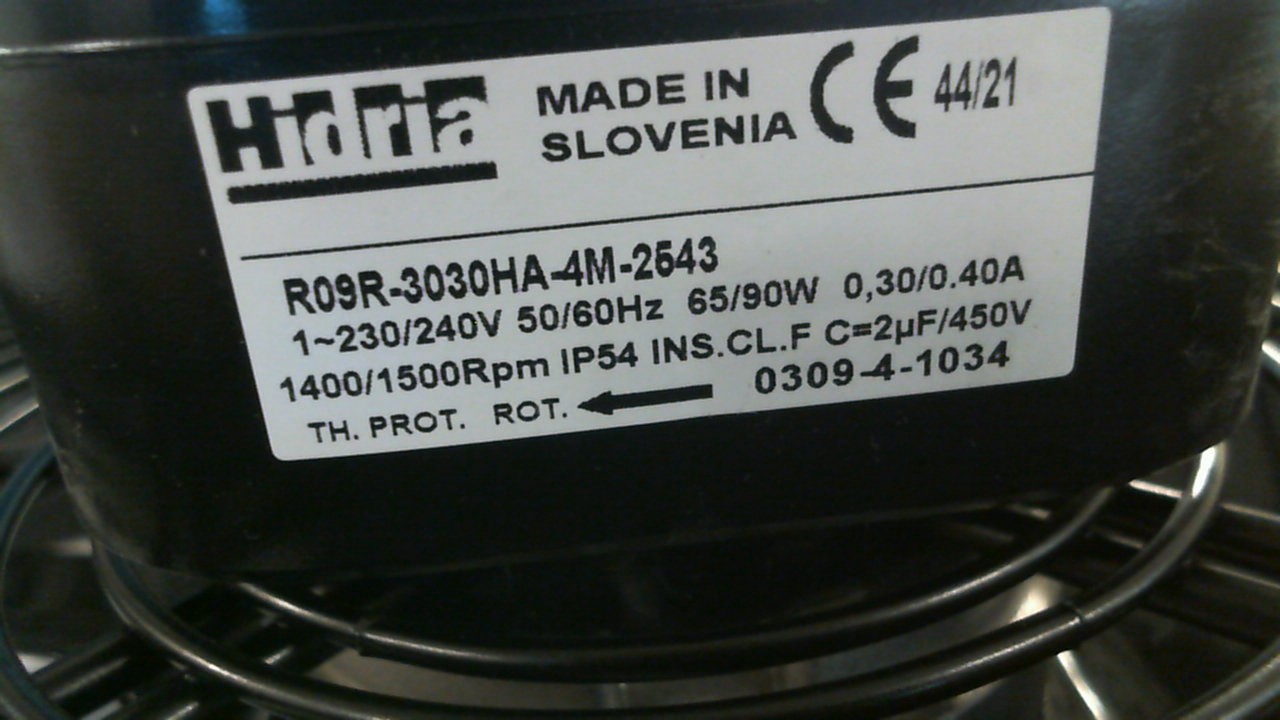 Hidria
MADE IN
SLOVENIA
CE 44/21
R09R-3030HA-4M-2543
1~230/240V 50/60Hz 65/90W 0,30/0.40A
1400/1500Rpm IP54 INS.CL.F C=2µF/450V
TH. PROT. ROT. 0309-4-1034